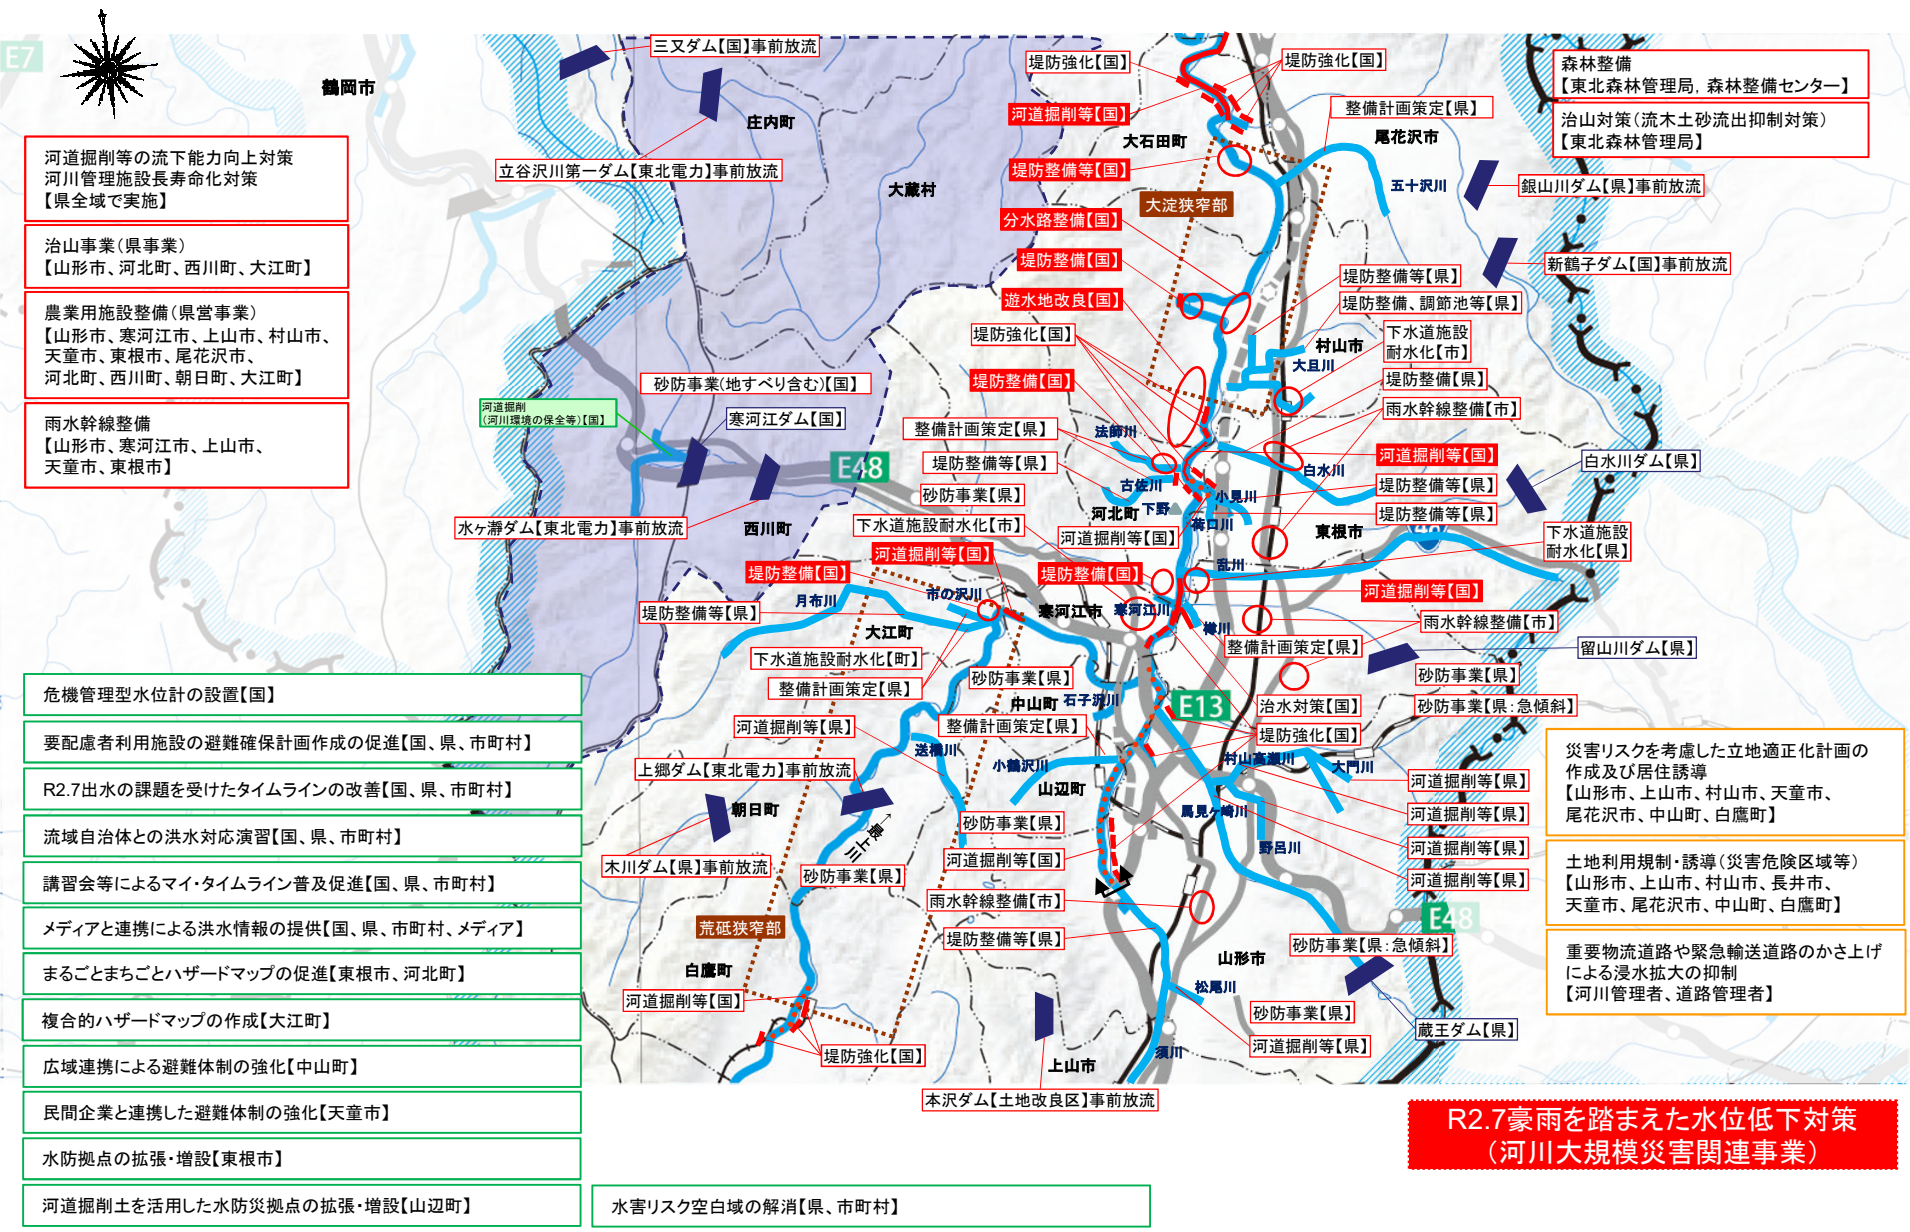 E7
鶴岡市
三又ダム【国】事前放流
庄内町
立谷沢川第一ダム【東北電力】事前放流
大蔵村
堤防強化【国】
堤防強化【国】
河道掘削等【国】
整備計画策定【県】
大石田町
尾花沢市
堤防整備等【国】
五十沢川
銀山川ダム【県】事前放流
大淀狭窄部
分水路整備【国】
堤防整備【国】
新鶴子ダム【国】事前放流
堤防整備等【県】
遊水地改良【国】
堤防整備、調節池等【県】
堤防強化【国】
下水道施設
耐水化【市】
村山市
大旦川
堤防整備【国】
堤防整備【県】
雨水幹線整備【市】
森林整備
【東北森林管理局，森林整備センター】
治山対策（流木土砂流出抑制対策）
【東北森林管理局】
河道掘削等の流下能力向上対策
河川管理施設長寿命化対策
【県全域で実施】
治山事業（県事業）
【山形市、河北町、西川町、大江町】
農業用施設整備（県営事業）
【山形市、寒河江市、上山市、村山市、
天童市、東根市、尾花沢市、
河北町、西川町、朝日町、大江町】
雨水幹線整備
【山形市、寒河江市、上山市、
天童市、東根市】
砂防事業（地すべり含む）【国】
河道掘削
（河川環境の保全等）【国】
寒河江ダム【国】
E48
水ヶ瀞ダム【東北電力】事前放流
西川町
整備計画策定【県】
法師川
堤防整備等【県】
古佐川
砂防事業【県】
河北町
下野
下水道施設耐水化【市】
河道掘削等【国】
河道掘削等【国】
白水川
白水川ダム【県】
堤防整備等【県】
小見川
堤防整備等【県】
荷口川
東根市
48
下水道施設
耐水化【県】
河道掘削等【国】
堤防整備【国】
堤防整備【国】
乱川
河道掘削等【国】
月布川
市の沢川
堤防整備等【県】
寒河江市
寒河江川
樽川
雨水幹線整備【市】
大江町
整備計画策定【県】
留山川ダム【県】
下水道施設耐水化【町】
整備計画策定【県】
砂防事業【県】
砂防事業【県】
中山町
石子沢川
E13
砂防事業【県：急傾斜】
治水対策【国】
河道掘削等【県】
整備計画策定【県】
堤防強化【国】
送橋川
小鶴沢川
村山高瀬川
大門川
上郷ダム【東北電力】事前放流
山辺町
河道掘削等【県】
朝日町
馬見ヶ崎川
河道掘削等【県】
最上川
砂防事業【県】
野呂川
河道掘削等【県】
木川ダム【県】事前放流
砂防事業【県】
河道掘削等【国】
河道掘削等【県】
雨水幹線整備【市】
荒砥狭窄部
堤防整備等【県】
E48
砂防事業【県：急傾斜】
白鷹町
山形市
河道掘削等【国】
松尾川
砂防事業【県】
蔵王ダム【県】
堤防強化【国】
須川
河道掘削等【県】
上山市
本沢ダム【土地改良区】事前放流
危機管理型水位計の設置【国】
要配慮者利用施設の避難確保計画作成の促進【国、県、市町村】
R2.7出水の課題を受けたタイムラインの改善【国、県、市町村】
流域自治体との洪水対応演習【国、県、市町村】
講習会等によるマイ・タイムライン普及促進【国、県、市町村】
メディアと連携による洪水情報の提供【国、県、市町村、メディア】
まるごとまちごとハザードマップの促進【東根市、河北町】
複合的ハザードマップの作成【大江町】
広域連携による避難体制の強化【中山町】
民間企業と連携した避難体制の強化【天童市】
水防拠点の拡張・増設【東根市】
河道掘削土を活用した水防災拠点の拡張・増設【山辺町】
水害リスク空白域の解消【県、市町村】
災害リスクを考慮した立地適正化計画の
作成及び居住誘導
【山形市、上山市、村山市、天童市、
尾花沢市、中山町、白鷹町】
土地利用規制・誘導（災害危険区域等）
【山形市、上山市、村山市、長井市、
天童市、尾花沢市、中山町、白鷹町】
重要物流道路や緊急輸送道路のかさ上げ
による浸水拡大の抑制
【河川管理者、道路管理者】
R2.7豪雨を踏まえた水位低下対策
（河川大規模災害関連事業）